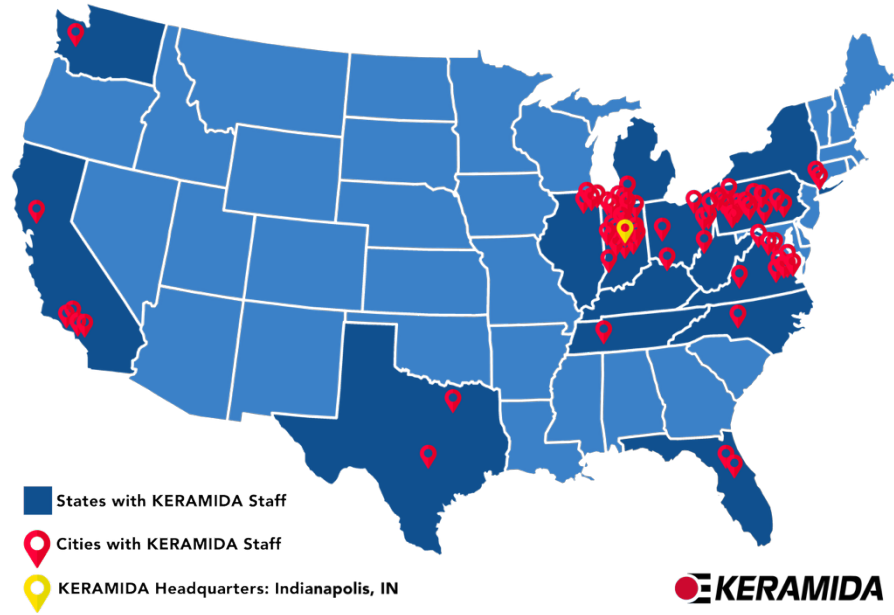 States with KERAMIDA Staff
Cities with KERAMIDA Staff
KERAMIDA Headquarters: Indianapolis, IN
KERAMIDA